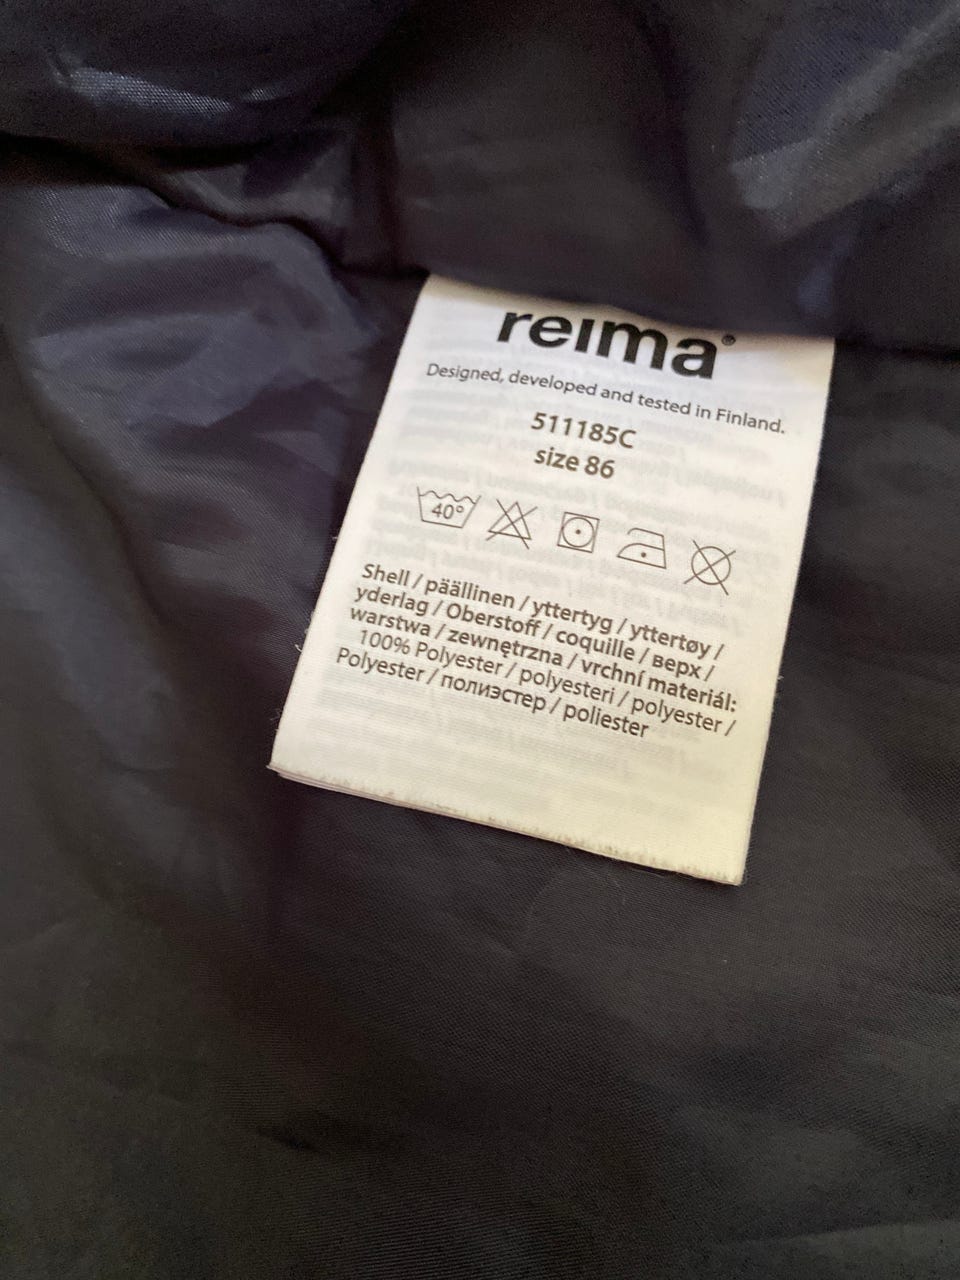 reima®
Designed, developed and tested in Finland.
511185C
size 86
40°
Shell / päällinen / yttertyg / yttertøy /
yderlag / Oberstoff / coquille / верх /
warstwa / zewnętrzna / vrchní materiál:
100% Polyester / polyesteri / polyester /
Polyester / полиэстер / poliester